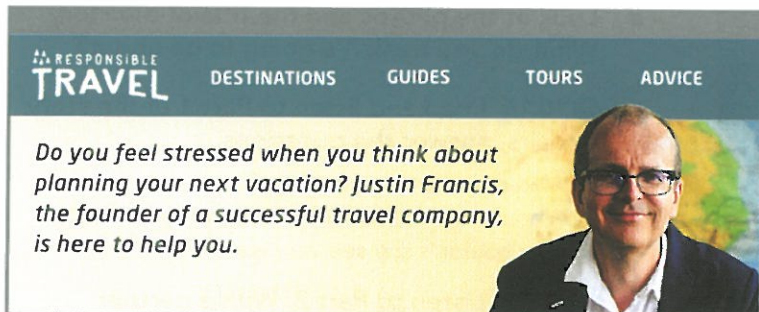 RESPONSIBLE
TRAVEL
DESTINATIONS GUIDES TOURS ADVICE
Do you feel stressed when you think about
planning your next vacation? Justin Francis,
the founder of a successful travel company,
is here to help you.